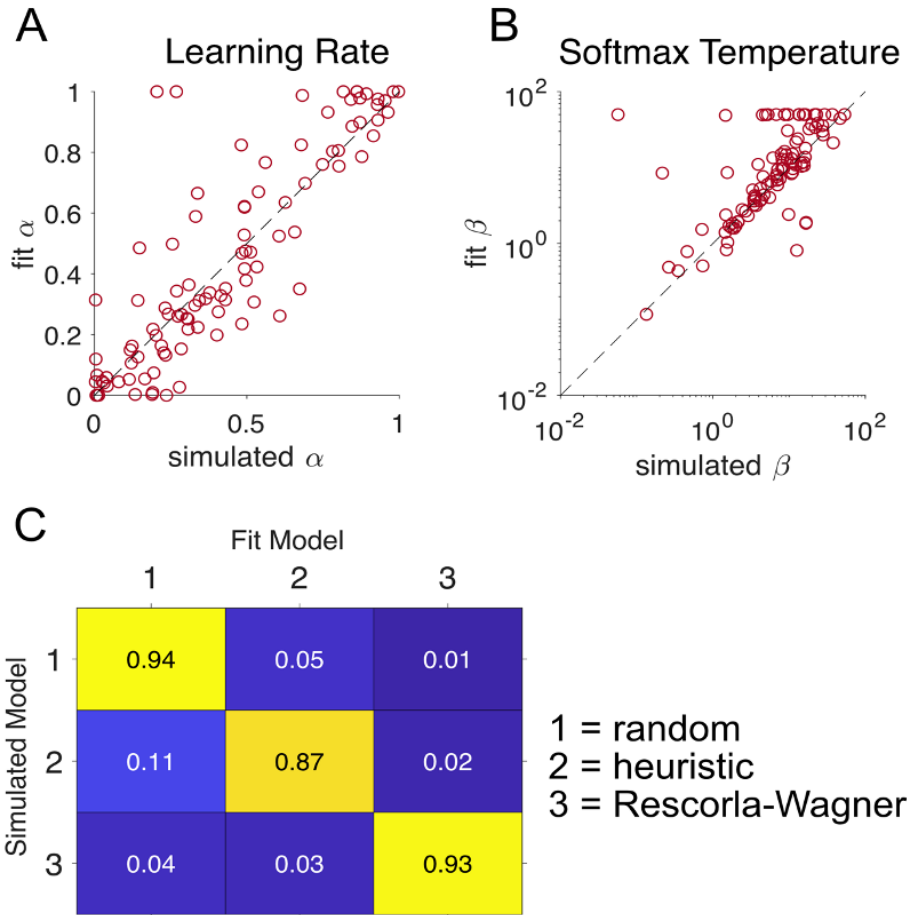 A
Learning Rate
1
0.8
0.6
0.4
0.2
0
fit α
0
0.5
1
simulated α
B
Softmax Temperature
10²
10⁰
10⁻²
fit β
10⁻²
10⁰
10²
simulated β
C
Fit Model
1 2 3
Simulated Model
1 0.94 0.05 0.01
2 0.11 0.87 0.02
3 0.04 0.03 0.93
1 = random
2 = heuristic
3 = Rescorla-Wagner